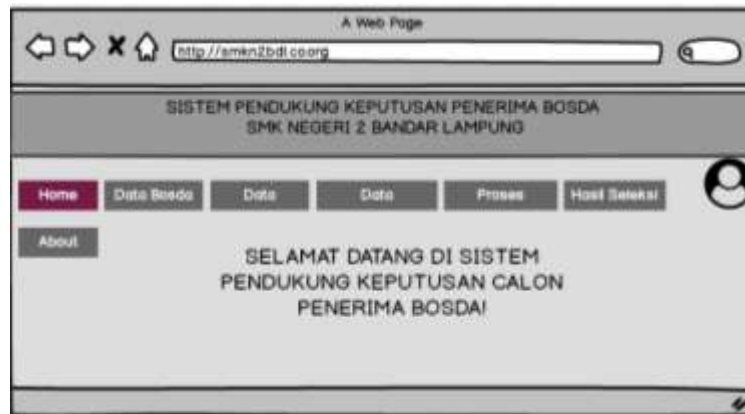 A Web Page
http://smkn2bdl.co.org
SISTEM PENDUKUNG KEPUTUSAN PENERIMA BOSDA
SMK NEGERI 2 BANDAR LAMPUNG
Home
Data Bosda
Data
Data
Proses
Hasil Seleksi
About
SELAMAT DATANG DI SISTEM
PENDUKUNG KEPUTUSAN CALON
PENERIMA BOSDA!